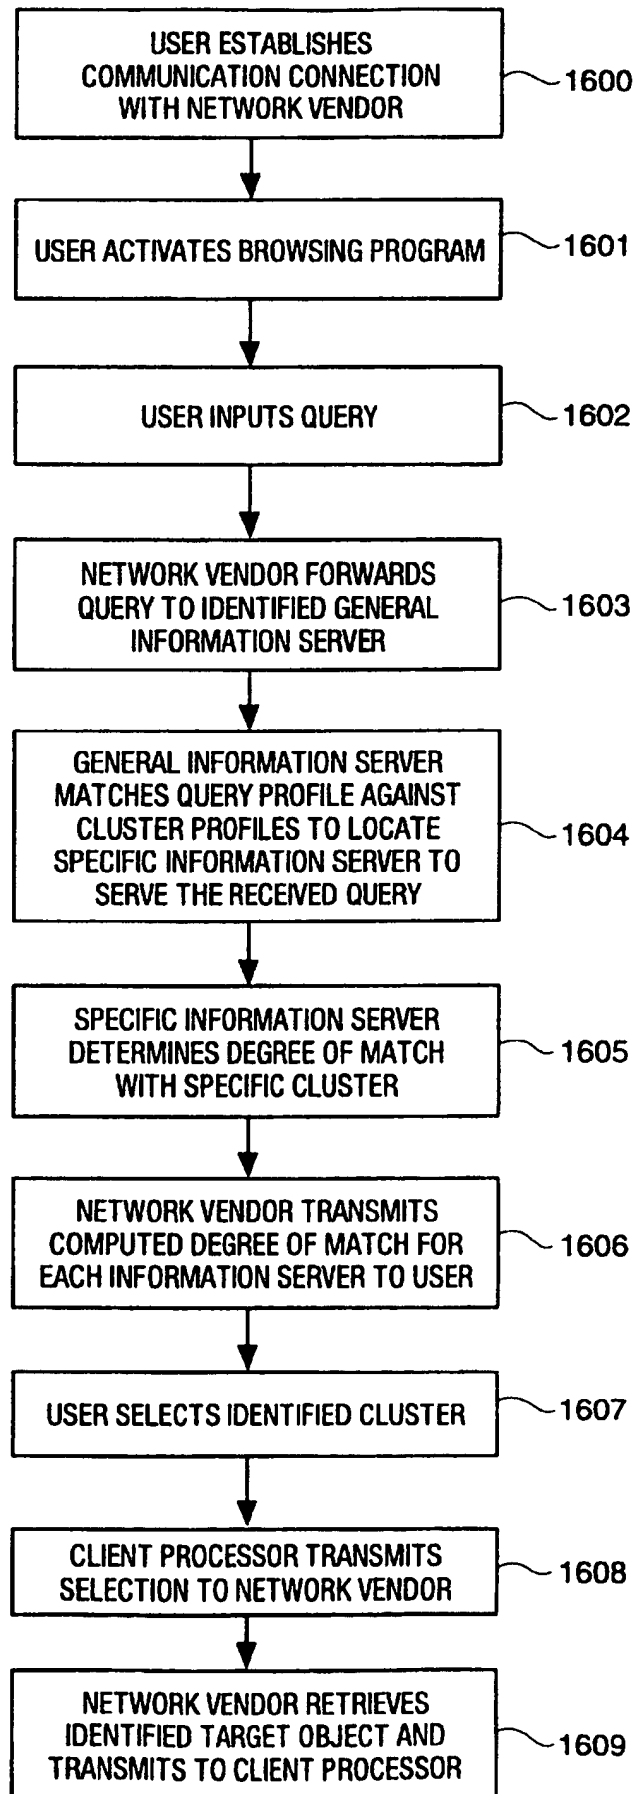 USER ESTABLISHES
COMMUNICATION CONNECTION
WITH NETWORK VENDOR
1600
USER ACTIVATES BROWSING PROGRAM
1601
USER INPUTS QUERY
1602
NETWORK VENDOR FORWARDS
QUERY TO IDENTIFIED GENERAL
INFORMATION SERVER
1603
GENERAL INFORMATION SERVER
MATCHES QUERY PROFILE AGAINST
CLUSTER PROFILES TO LOCATE
SPECIFIC INFORMATION SERVER TO
SERVE THE RECEIVED QUERY
1604
SPECIFIC INFORMATION SERVER
DETERMINES DEGREE OF MATCH
WITH SPECIFIC CLUSTER
1605
NETWORK VENDOR TRANSMITS
COMPUTED DEGREE OF MATCH FOR
EACH INFORMATION SERVER TO USER
1606
USER SELECTS IDENTIFIED CLUSTER
1607
CLIENT PROCESSOR TRANSMITS
SELECTION TO NETWORK VENDOR
1608
NETWORK VENDOR RETRIEVES
IDENTIFIED TARGET OBJECT AND
TRANSMITS TO CLIENT PROCESSOR
1609